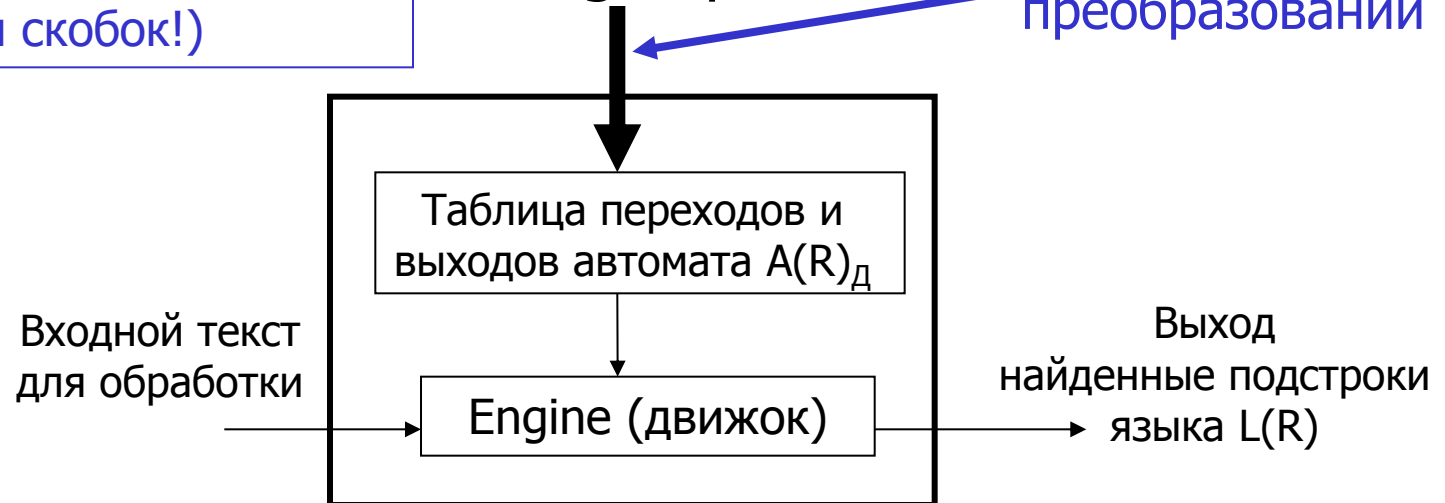 преобразований
скобок!)
Таблица переходов и
выходов автомата A(R)д
Входной текст
для обработки
Engine (движок)
Выход
найденные подстроки
языка L(R)